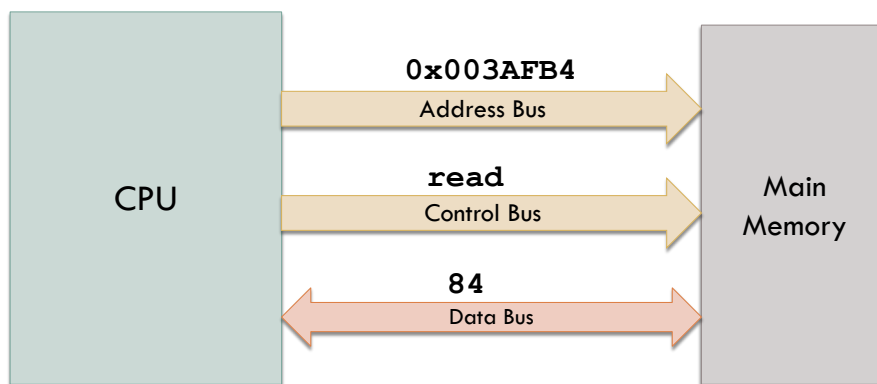 0x003AFB4
Address Bus
CPU
read
Control Bus
Main
Memory
84
Data Bus